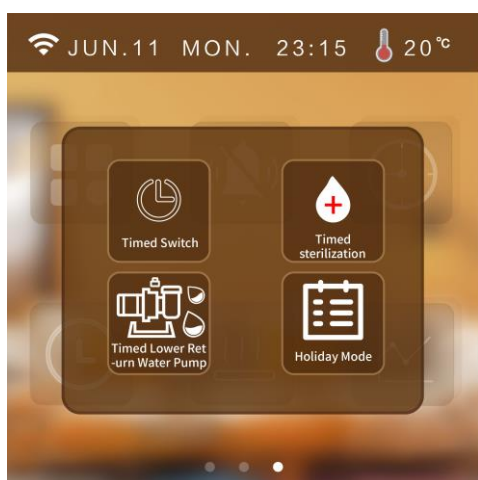 JUN.11 MON. 23:15 20℃
Timed Switch
Timed
sterilization
Timed Lower Ret
-urn Water Pump
Holiday Mode